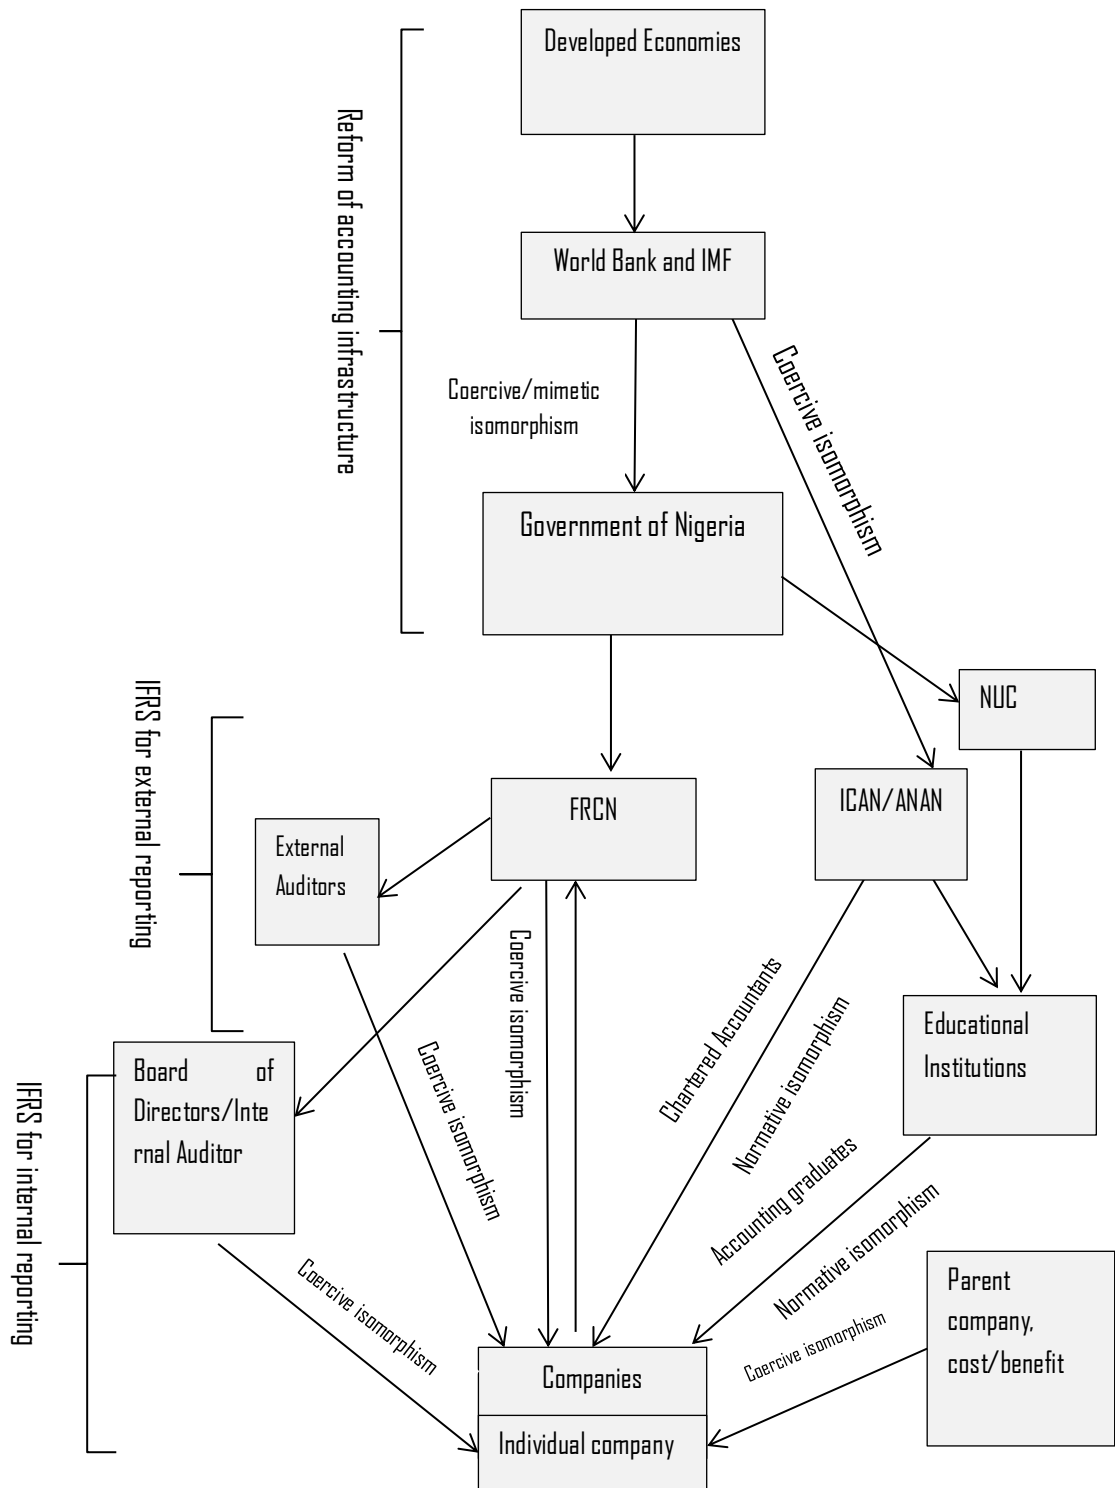 Developed Economies
Reform of accounting infrastructure
World Bank and IMF
Coercive/mimetic
isomorphism
Coercive isomorphism
Government of Nigeria
NUC
IFRS for external reporting
FRCN
ICAN/ANAN
External
Auditors
Coercive isomorphism
Chartered Accountants
Normative isomorphism
Educational
Institutions
Board of
Directors/Inte
rnal Auditor
Coercive isomorphism
IFRS for internal reporting
Accounting graduates
Normative isomorphism
Coercive isomorphism
Coercive isomorphism
Parent
company,
cost/benefit
Companies
Individual company